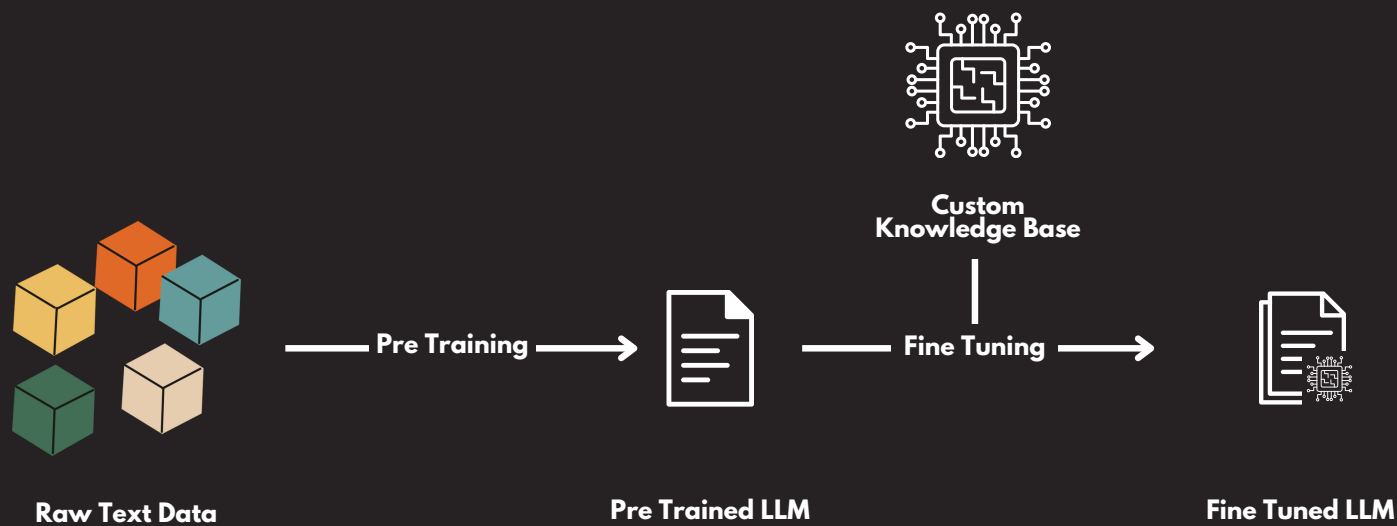 Custom
Knowledge Base
Pre Training
Fine Tuning
Raw Text Data
Pre Trained LLM
Fine Tuned LLM